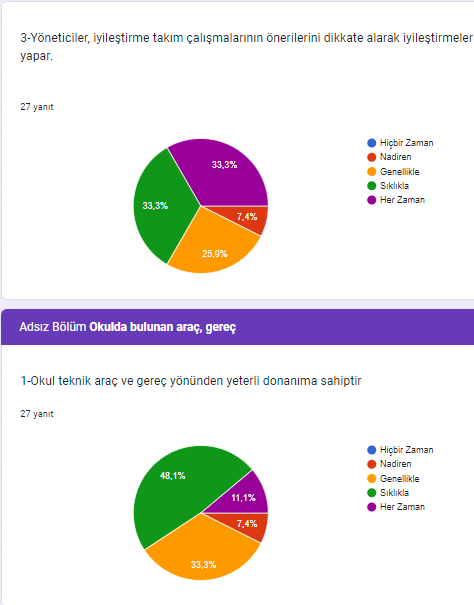 3-Yöneticiler, iyileştirme takım çalışmalarının önerilerini dikkate alarak iyileştirmeler
yapar.
27 yanıt
33,3%
33,3%
7,4%
25,9%
Hiçbir Zaman
Nadiren
Genellikle
Sıklıkla
Her Zaman
Adsız Bölüm Okulda bulunan araç, gereç
1-Okul teknik araç ve gereç yönünden yeterli donanıma sahiptir
27 yanıt
48,1%
11,1%
7,4%
33,3%
Hiçbir Zaman
Nadiren
Genellikle
Sıklıkla
Her Zaman